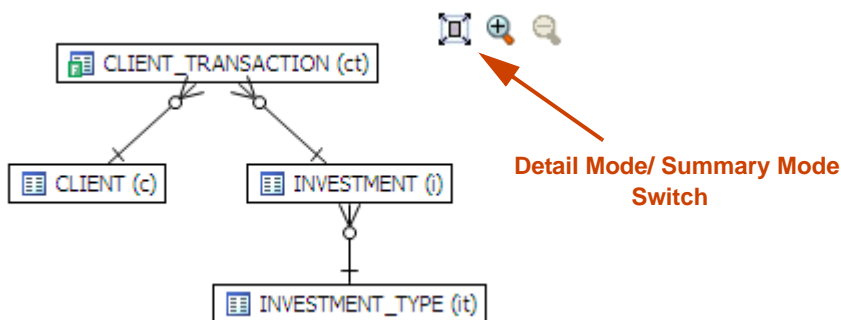 CLIENT_TRANSACTION (ct)
CLIENT (c)
INVESTMENT (i)
Detail Mode/ Summary Mode
Switch
INVESTMENT_TYPE (it)